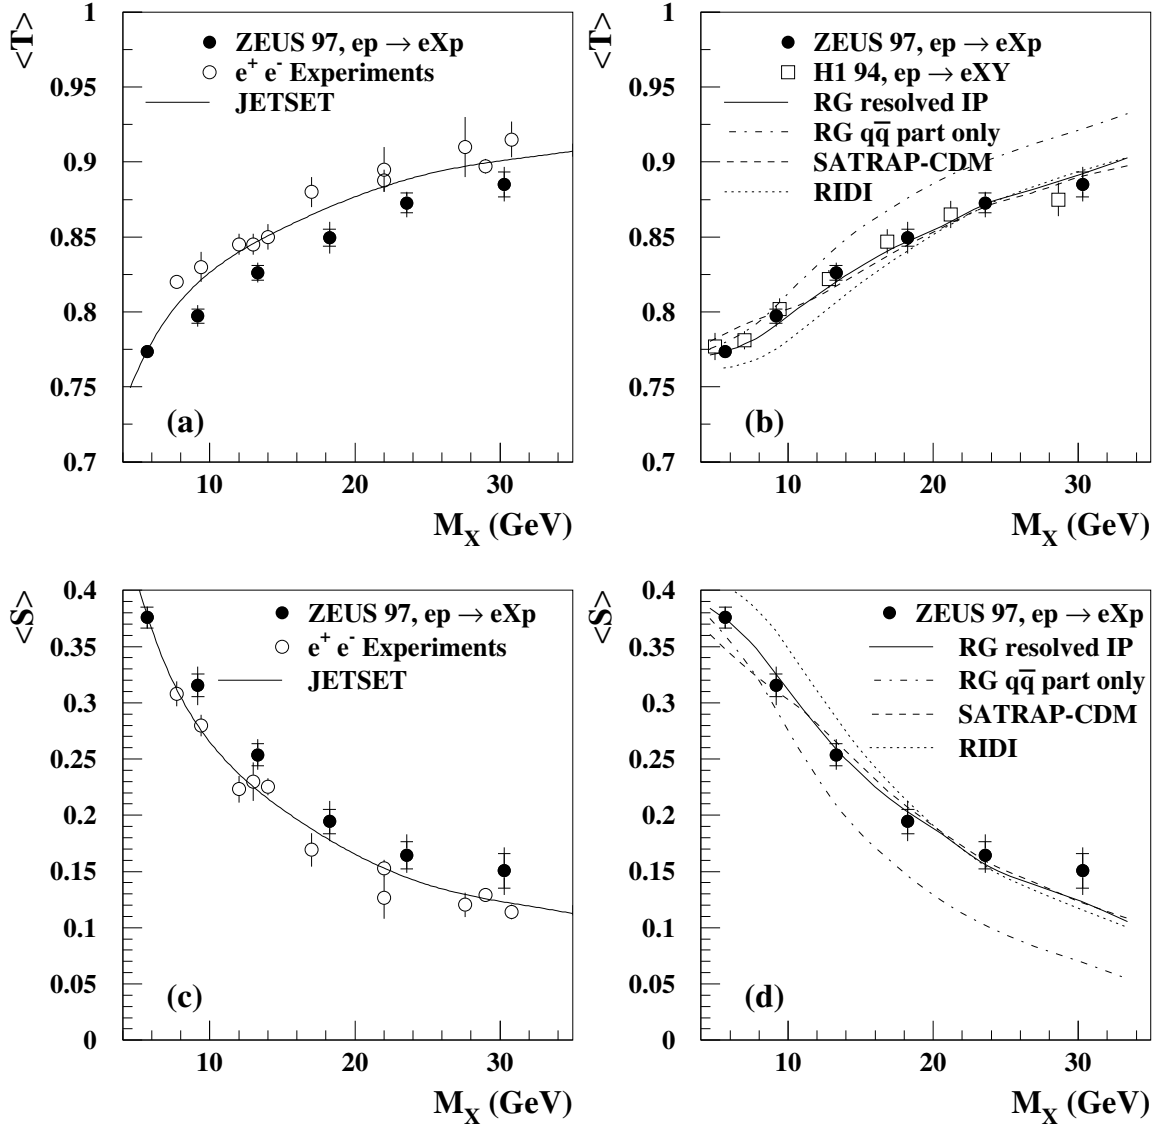 <T>
1
0.95
0.9
0.85
0.8
0.75
0.7
ZEUS 97, ep → eXp
e⁺ e⁻ Experiments
JETSET
(a)
10
20
30
M_X (GeV)
<T>
1
0.95
0.9
0.85
0.8
0.75
0.7
ZEUS 97, ep → eXp
H1 94, ep → eXY
RG resolved IP
RG qq̅ part only
SATRAP-CDM
RIDI
(b)
10
20
30
M_X (GeV)
<S>
0.4
0.35
0.3
0.25
0.2
0.15
0.1
0.05
0
ZEUS 97, ep → eXp
e⁺ e⁻ Experiments
JETSET
(c)
10
20
30
M_X (GeV)
<S>
0.4
0.35
0.3
0.25
0.2
0.15
0.1
0.05
0
ZEUS 97, ep → eXp
RG resolved IP
RG qq̅ part only
SATRAP-CDM
RIDI
(d)
10
20
30
M_X (GeV)